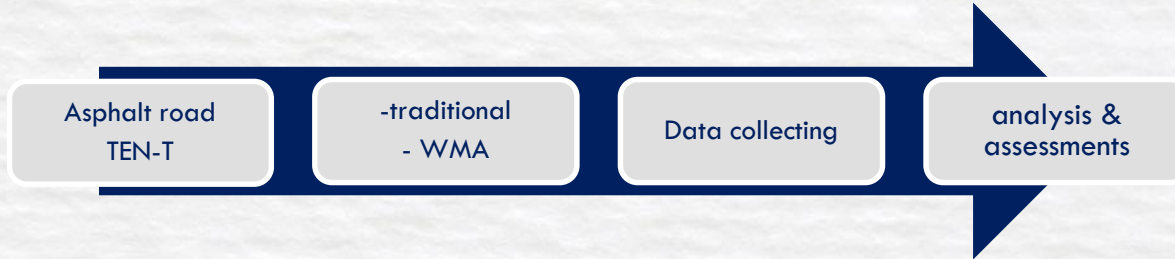 Asphalt road
TEN-T
-traditional
- WMA
Data collecting
analysis &
assessments